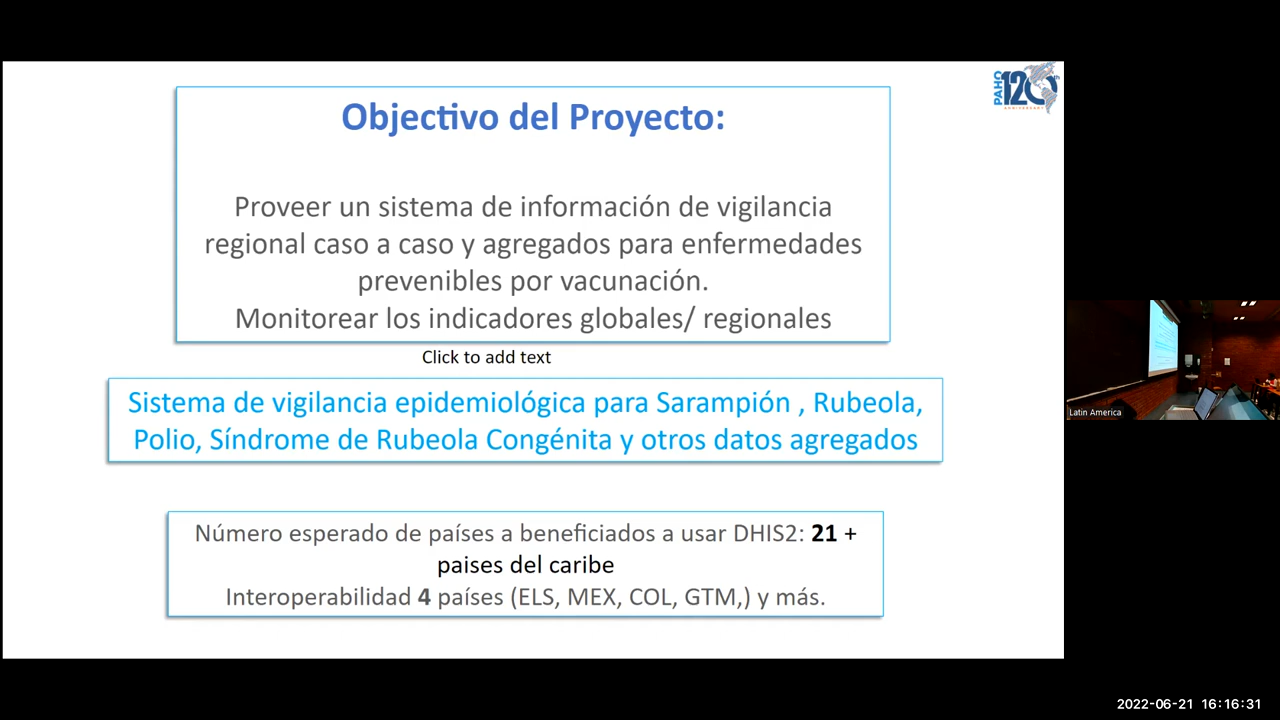 PAHO 120th
ANNIVERSARY
Objectivo del Proyecto:
Proveer un sistema de información de vigilancia
regional caso a caso y agregados para enfermedades
prevenibles por vacunación.
Monitorear los indicadores globales/ regionales
Click to add text
Sistema de vigilancia epidemiológica para Sarampión , Rubeola,
Polio, Síndrome de Rubeola Congénita y otros datos agregados
Número esperado de países a beneficiados a usar DHIS2: 21 +
paises del caribe
Interoperabilidad 4 países (ELS, MEX, COL, GTM,) y más.
Latin America
2022-06-21 16:16:31